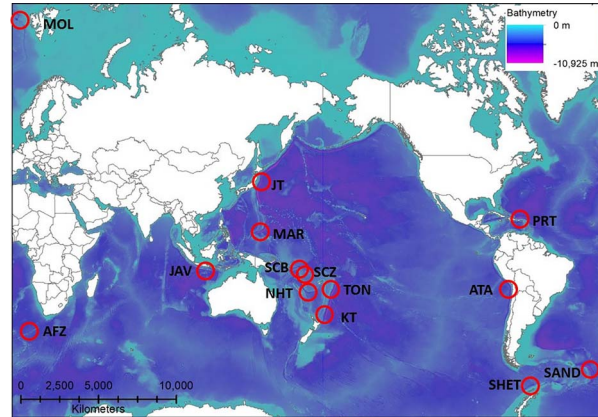 Bathymetry
0 m
-10,925 m
MOL
JT
MAR
PRT
JAV
SCB
SCZ
NHT
TON
ATA
KT
AFZ
SAND
SHET
0 2,500 5,000 10,000
Kilometers